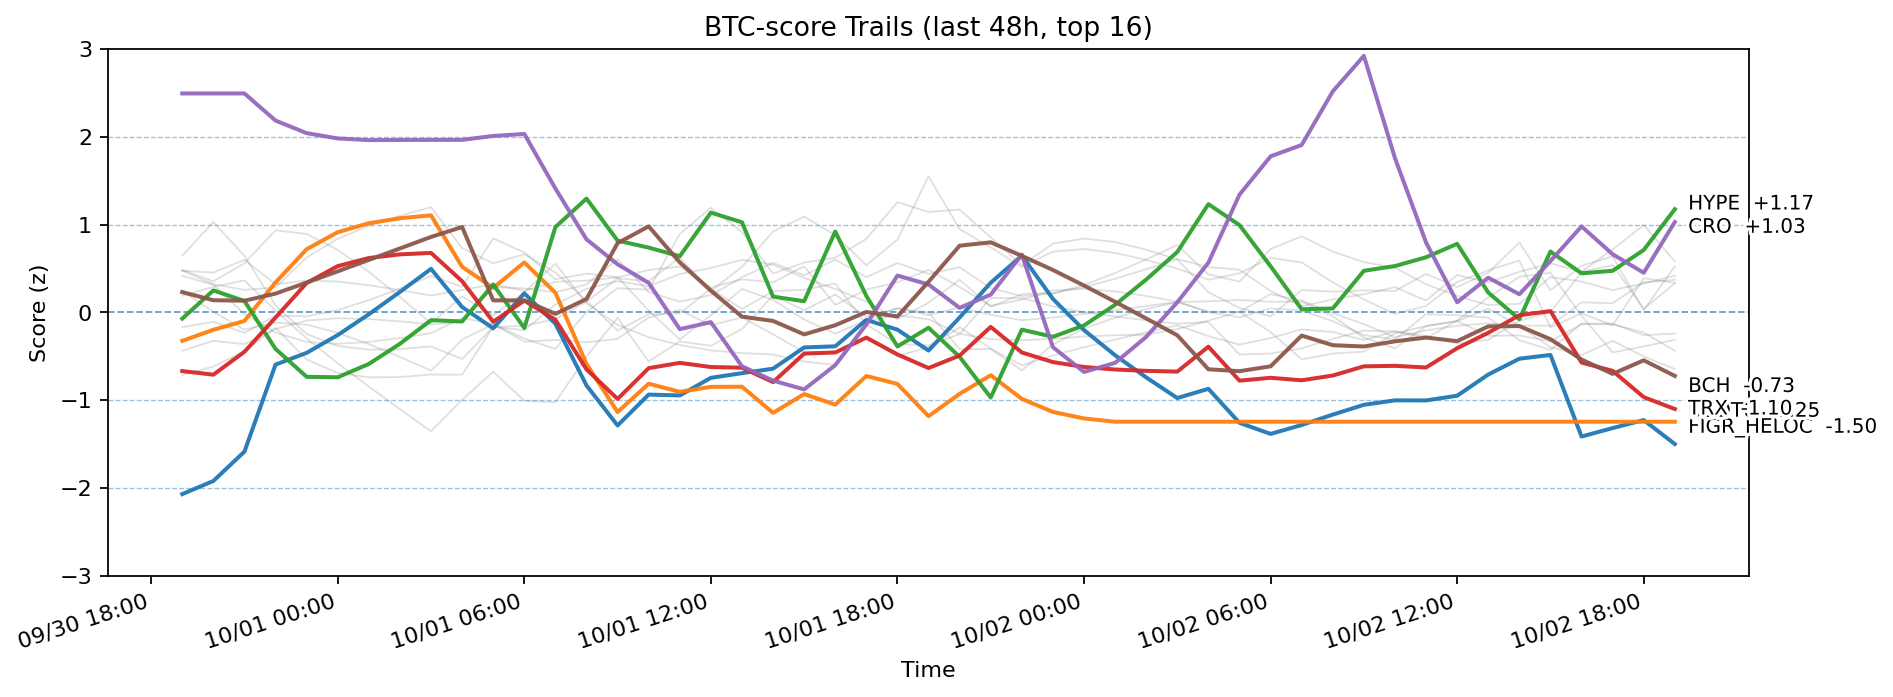 BTC-score Trails (last 48h, top 16)
Score (z)
3
2
1
0
−1
−2
−3
HYPE +1.17
CRO +1.03
BCH -0.73
TRX -1.10
FIGR_HELOC -1.50
09/30 18:00
10/01 00:00
10/01 06:00
10/01 12:00
10/01 18:00
10/02 00:00
10/02 06:00
10/02 12:00
10/02 18:00
Time